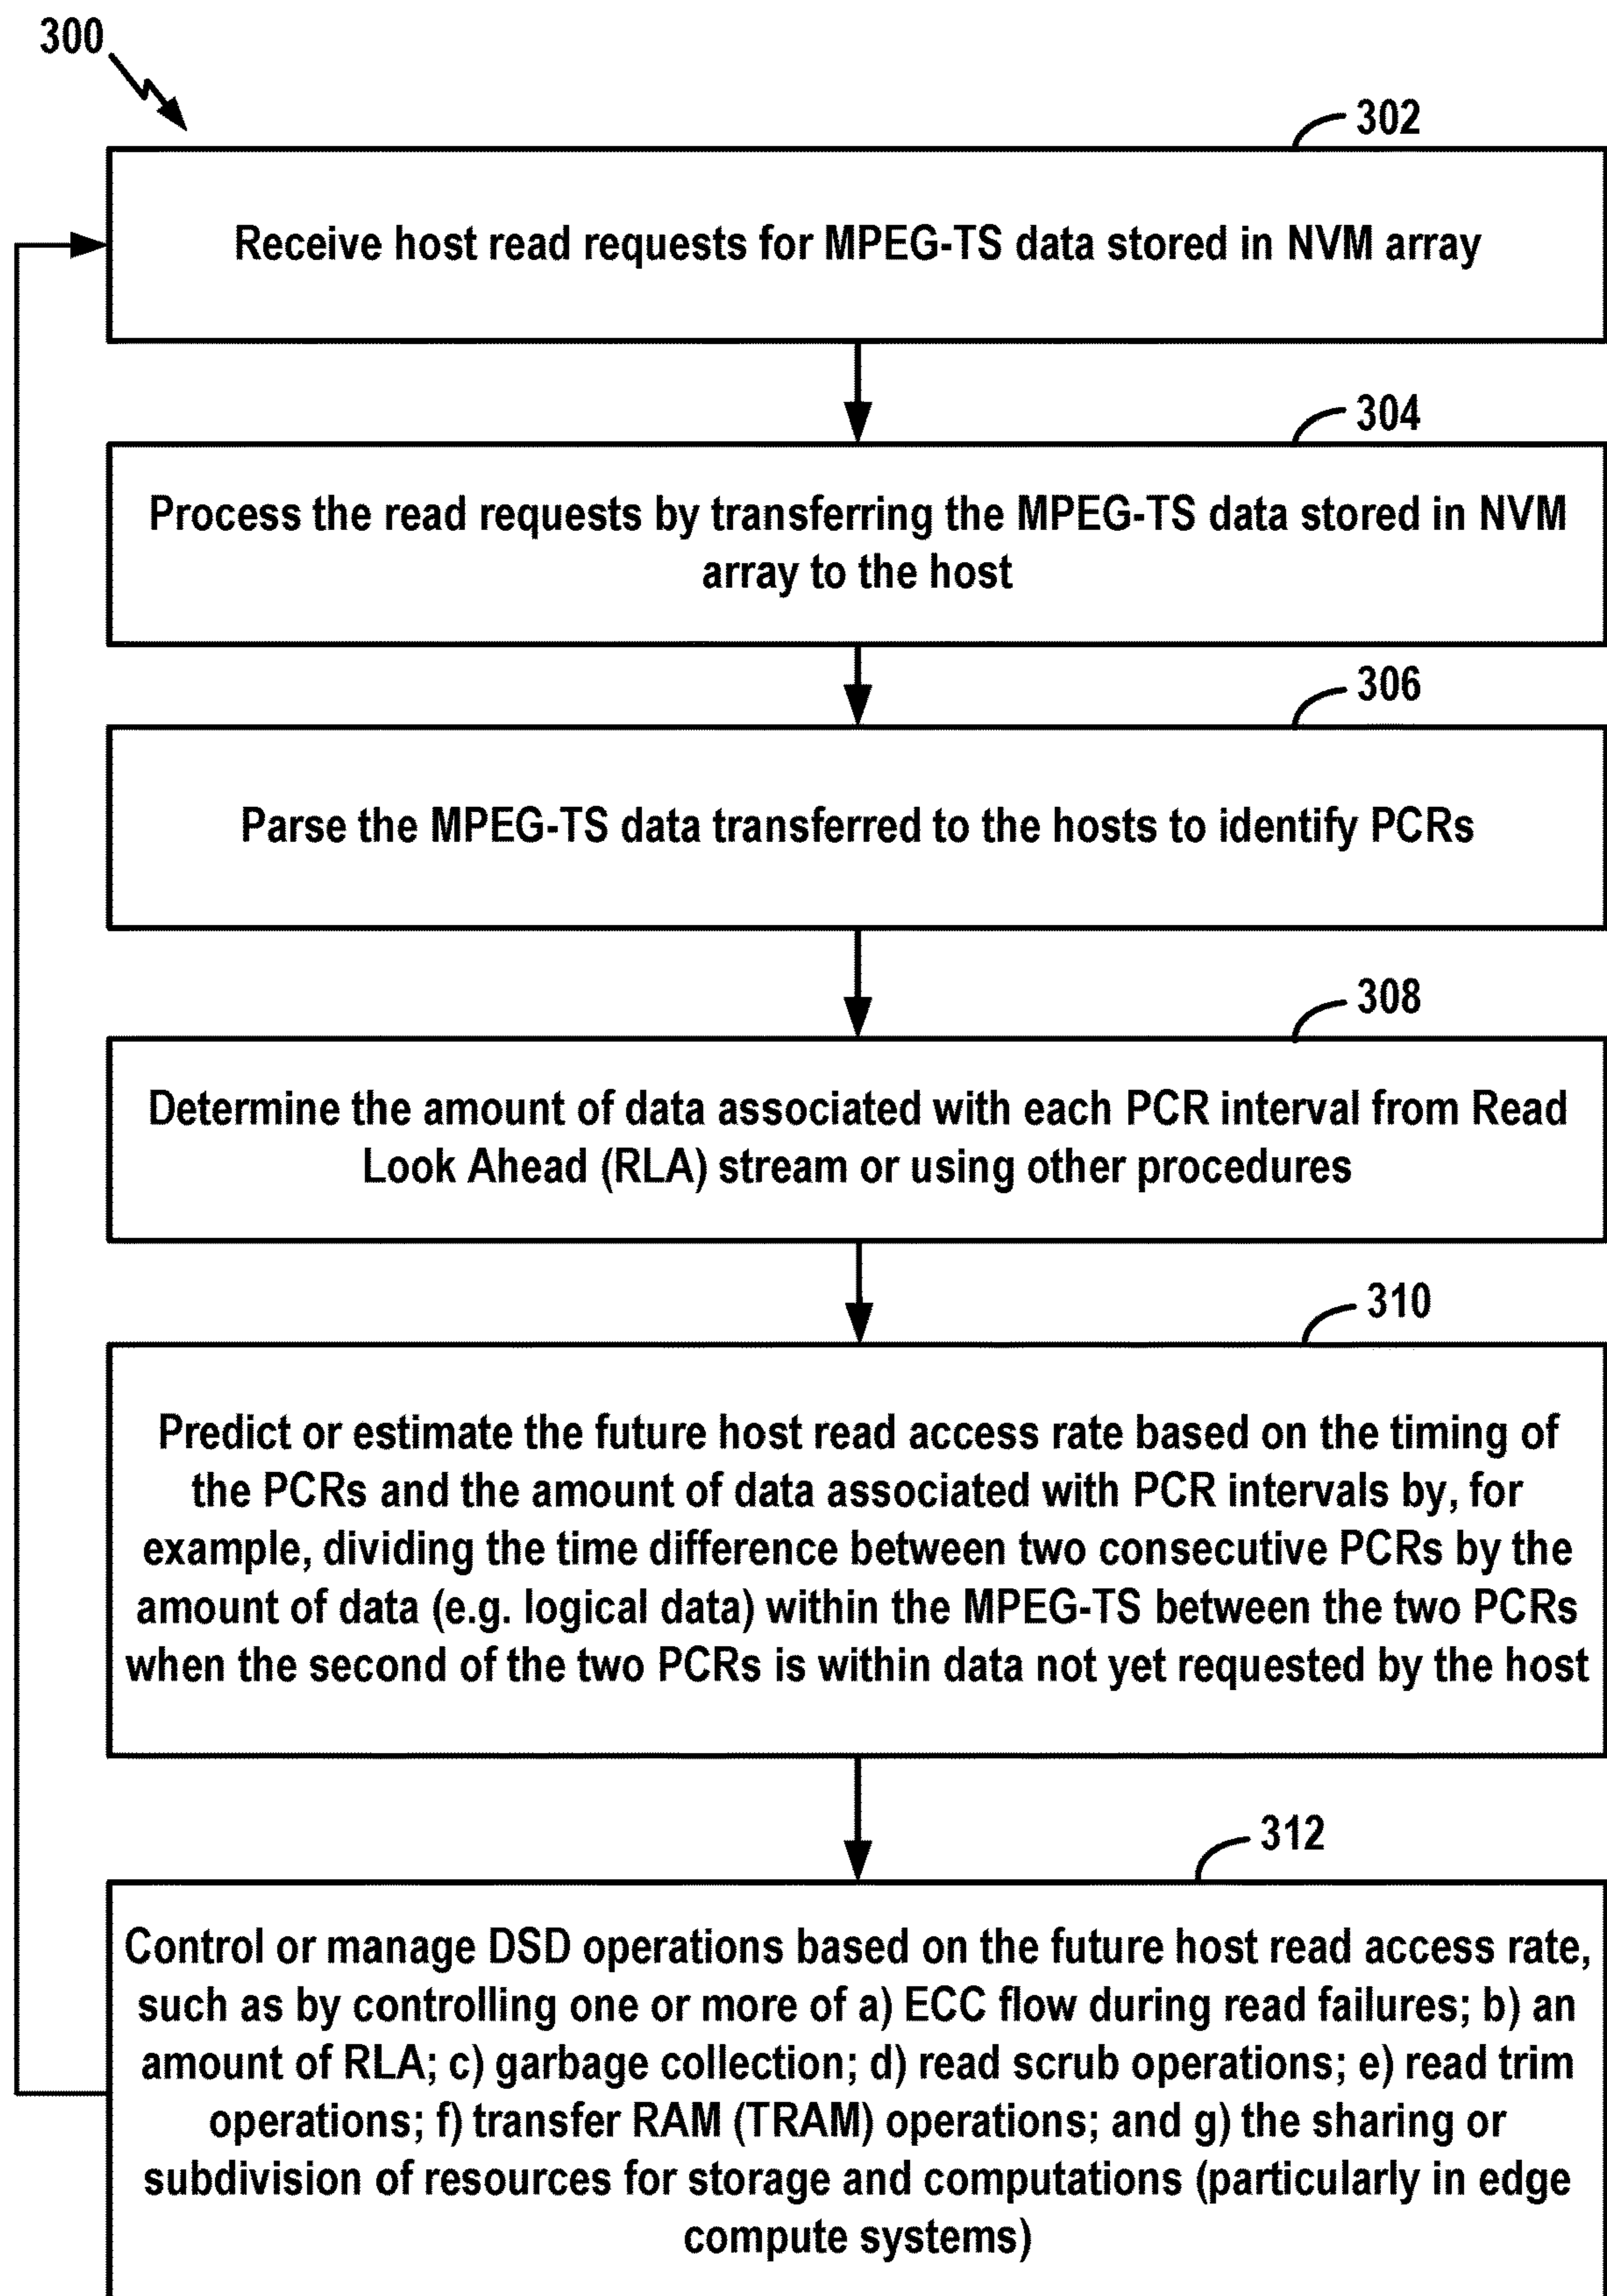 300
302
Receive host read requests for MPEG-TS data stored in NVM array
304
Process the read requests by transferring the MPEG-TS data stored in NVM
array to the host
306
Parse the MPEG-TS data transferred to the hosts to identify PCRs
308
Determine the amount of data associated with each PCR interval from Read
Look Ahead (RLA) stream or using other procedures
310
Predict or estimate the future host read access rate based on the timing of
the PCRs and the amount of data associated with PCR intervals by, for
example, dividing the time difference between two consecutive PCRs by the
amount of data (e.g. logical data) within the MPEG-TS between the two PCRs
when the second of the two PCRs is within data not yet requested by the host
312
Control or manage DSD operations based on the future host read access rate,
such as by controlling one or more of a) ECC flow during read failures; b) an
amount of RLA; c) garbage collection; d) read scrub operations; e) read trim
operations; f) transfer RAM (TRAM) operations; and g) the sharing or
subdivision of resources for storage and computations (particularly in edge
compute systems)